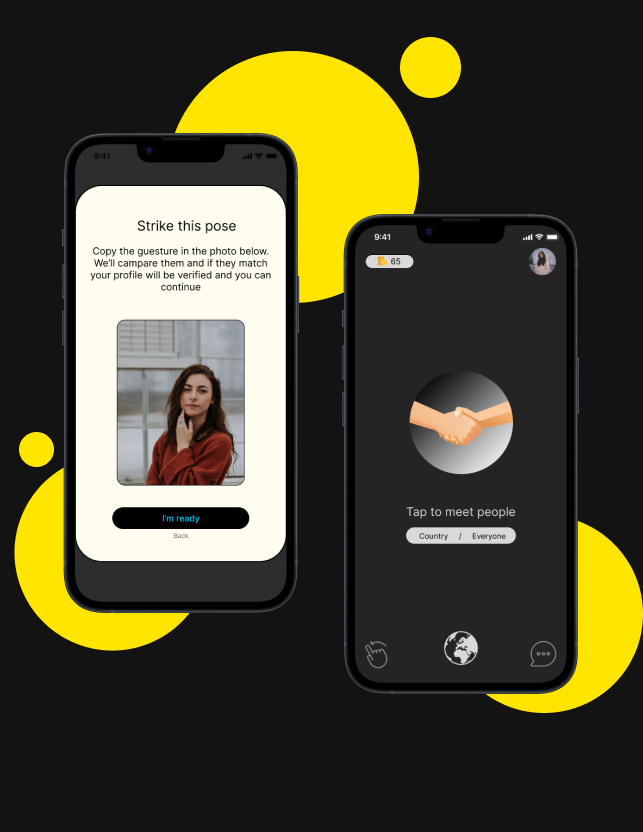 9:41
Strike this pose
Copy the guesture in the photo below.
We'll campare them and if they match
your profile will be verified and you can
continue
I'm ready
Back
9:41
65
Tap to meet people
Country / Everyone